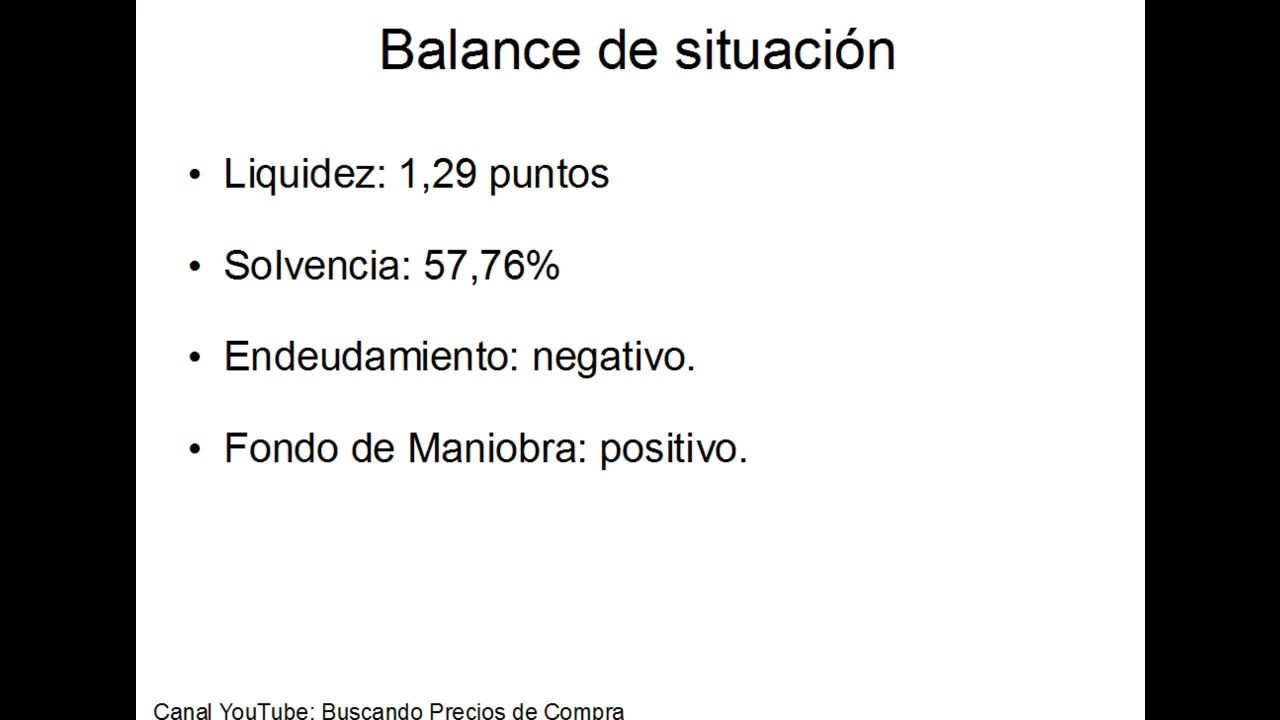 Balance de situación
• Liquidez: 1,29 puntos
• Solvencia: 57,76%
• Endeudamiento: negativo.
• Fondo de Maniobra: positivo.
Canal YouTube: Buscando Precios de Compra